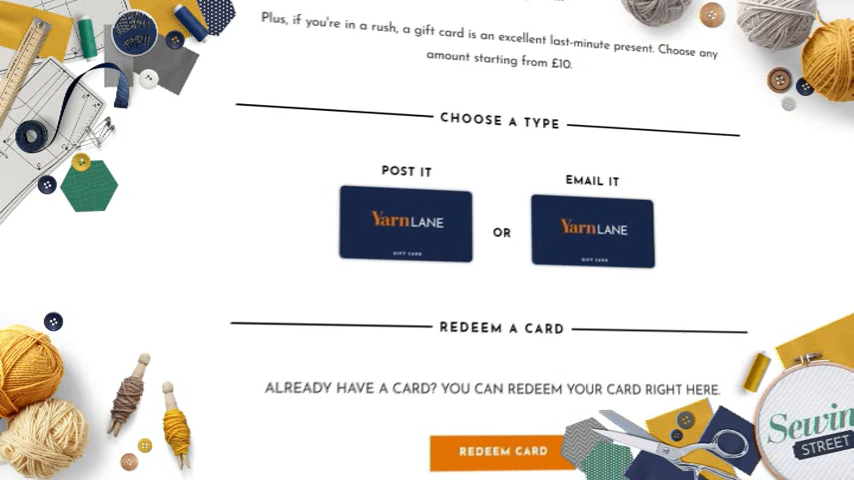 Plus, if you're in a rush, a gift card is an excellent last-minute present. Choose any
amount starting from £10.
CHOOSE A TYPE
POST IT
EMAIL IT
YarnLANE
GIFT CARD
OR
YarnLANE
GIFT CARD
REDEEM A CARD
ALREADY HAVE A CARD? YOU CAN REDEEM YOUR CARD RIGHT HERE.
REDEEM CARD
STREET